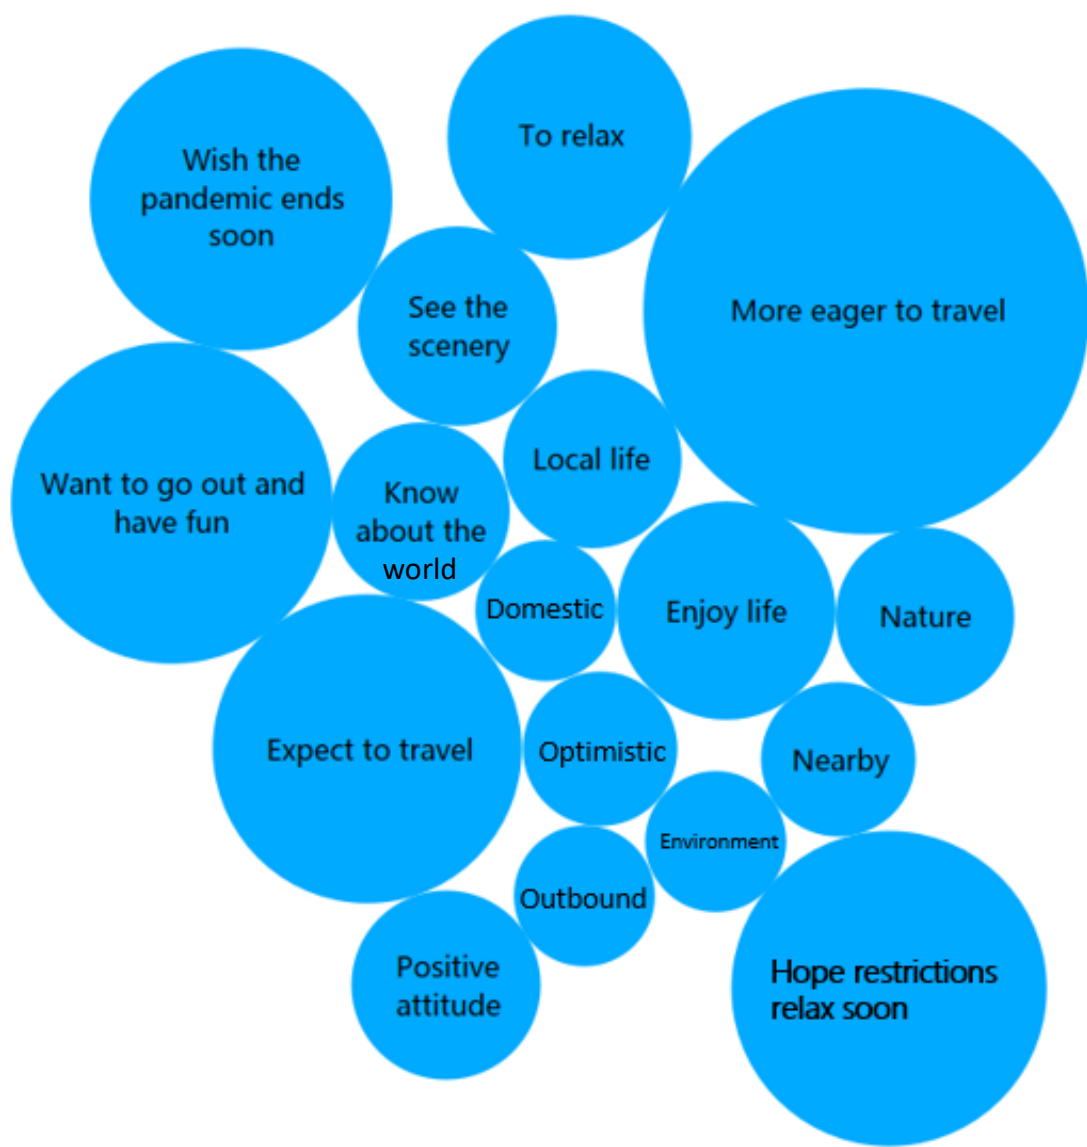 To relax
Wish the
pandemic ends
soon
See the
scenery
More eager to travel
Local life
Want to go out and
have fun
Know
about the
world
Domestic
Enjoy life
Nature
Expect to travel
Optimistic
Nearby
Environment
Outbound
Positive
attitude
Hope restrictions
relax soon